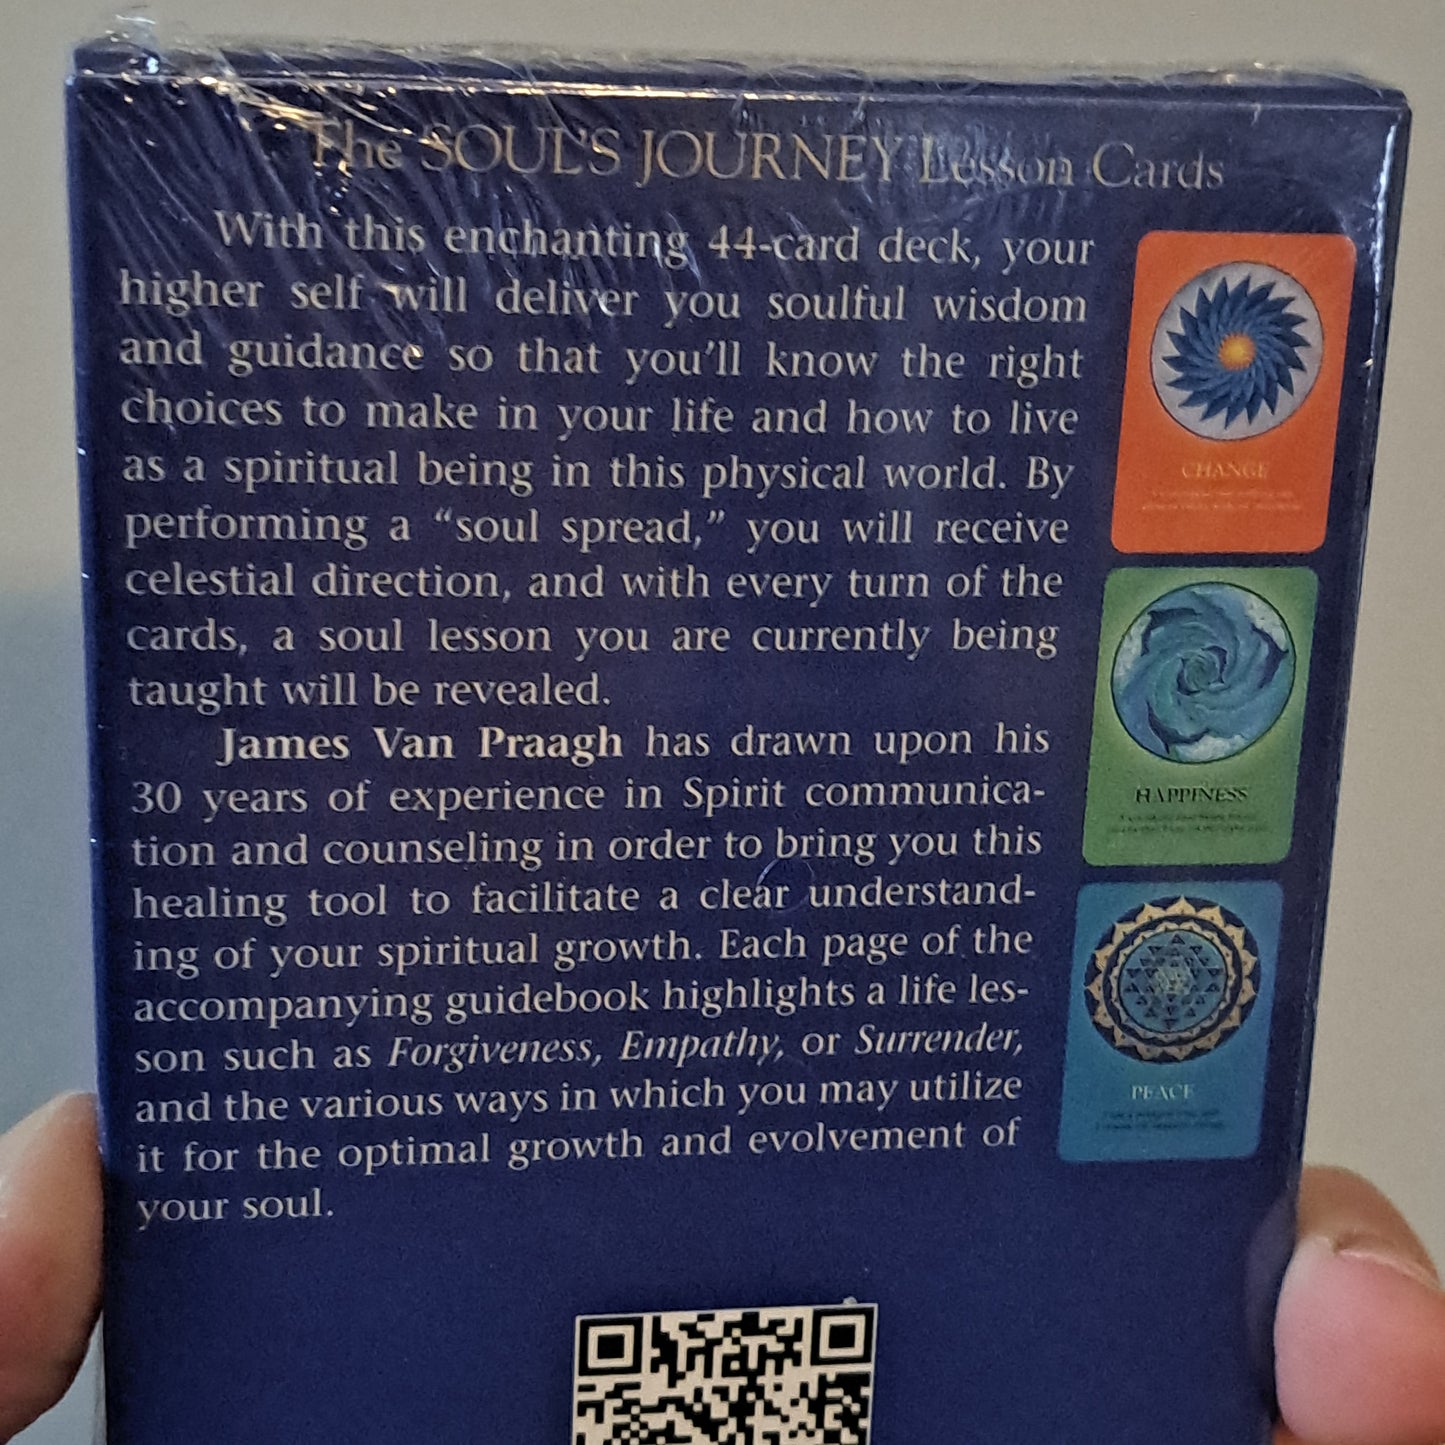 The SOUL'S JOURNEY Lesson Cards
With this enchanting 44-card deck, your
higher self will deliver you soulful wisdom
and guidance so that you'll know the right
choices to make in your life and how to live
as a spiritual being in this physical world. By
performing a “soul spread,” you will receive
celestial direction, and with every turn of the
cards, a soul lesson you are currently being
taught will be revealed.
James Van Praagh has drawn upon his
30 years of experience in Spirit communica-
tion and counseling in order to bring you this
healing tool to facilitate a clear understand-
ing of your spiritual growth. Each page of the
accompanying guidebook highlights a life les-
son such as Forgiveness, Empathy, or Surrender,
and the various ways in which you may utilize
it for the optimal growth and evolvement of
your soul.
CHANGE
HAPPINESS
PEACE